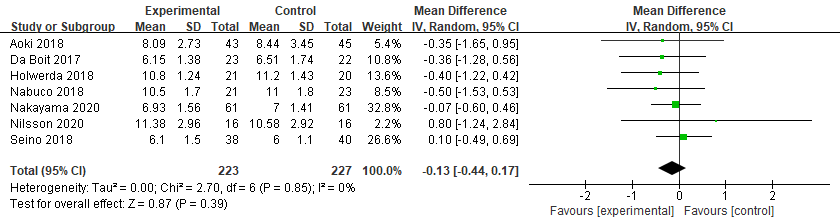 Experimental Control Mean Difference Mean Difference
Study or Subgroup Mean SD Total Mean SD Total Weight IV, Random, 95% CI IV, Random, 95% CI
Aoki 2018 8.09 2.73 43 8.44 3.45 45 5.4% -0.35 [-1.65, 0.95]
Da Boit 2017 6.15 1.38 23 6.51 1.74 22 11.0% -0.36 [-1.28, 0.56]
Holwerda 2018 10.8 1.24 21 11.2 1.43 20 13.8% -0.40 [-1.22, 0.42]
Nabuco 2018 10.5 1.7 21 11 1.8 23 8.7% -0.50 [-1.53, 0.53]
Nakayama 2020 6.93 1.56 61 7 1.41 61 32.8% -0.07 [-0.60, 0.46]
Nilsson 2020 11.38 2.96 16 10.58 2.92 16 2.2% 0.80 [-1.24, 2.84]
Seino 2018 6.1 1.5 38 6 1.1 40 26.6% 0.10 [-0.49, 0.69]
Total (95% CI) 223 227 100.0% -0.13 [-0.44, 0.17]
Heterogeneity: Tau² = 0.00; Chi² = 2.70, df = 6 (P = 0.85); I² = 0%
Test for overall effect: Z = 0.87 (P = 0.39)
-2 -1 0 1 2
Favours [experimental] Favours [control]